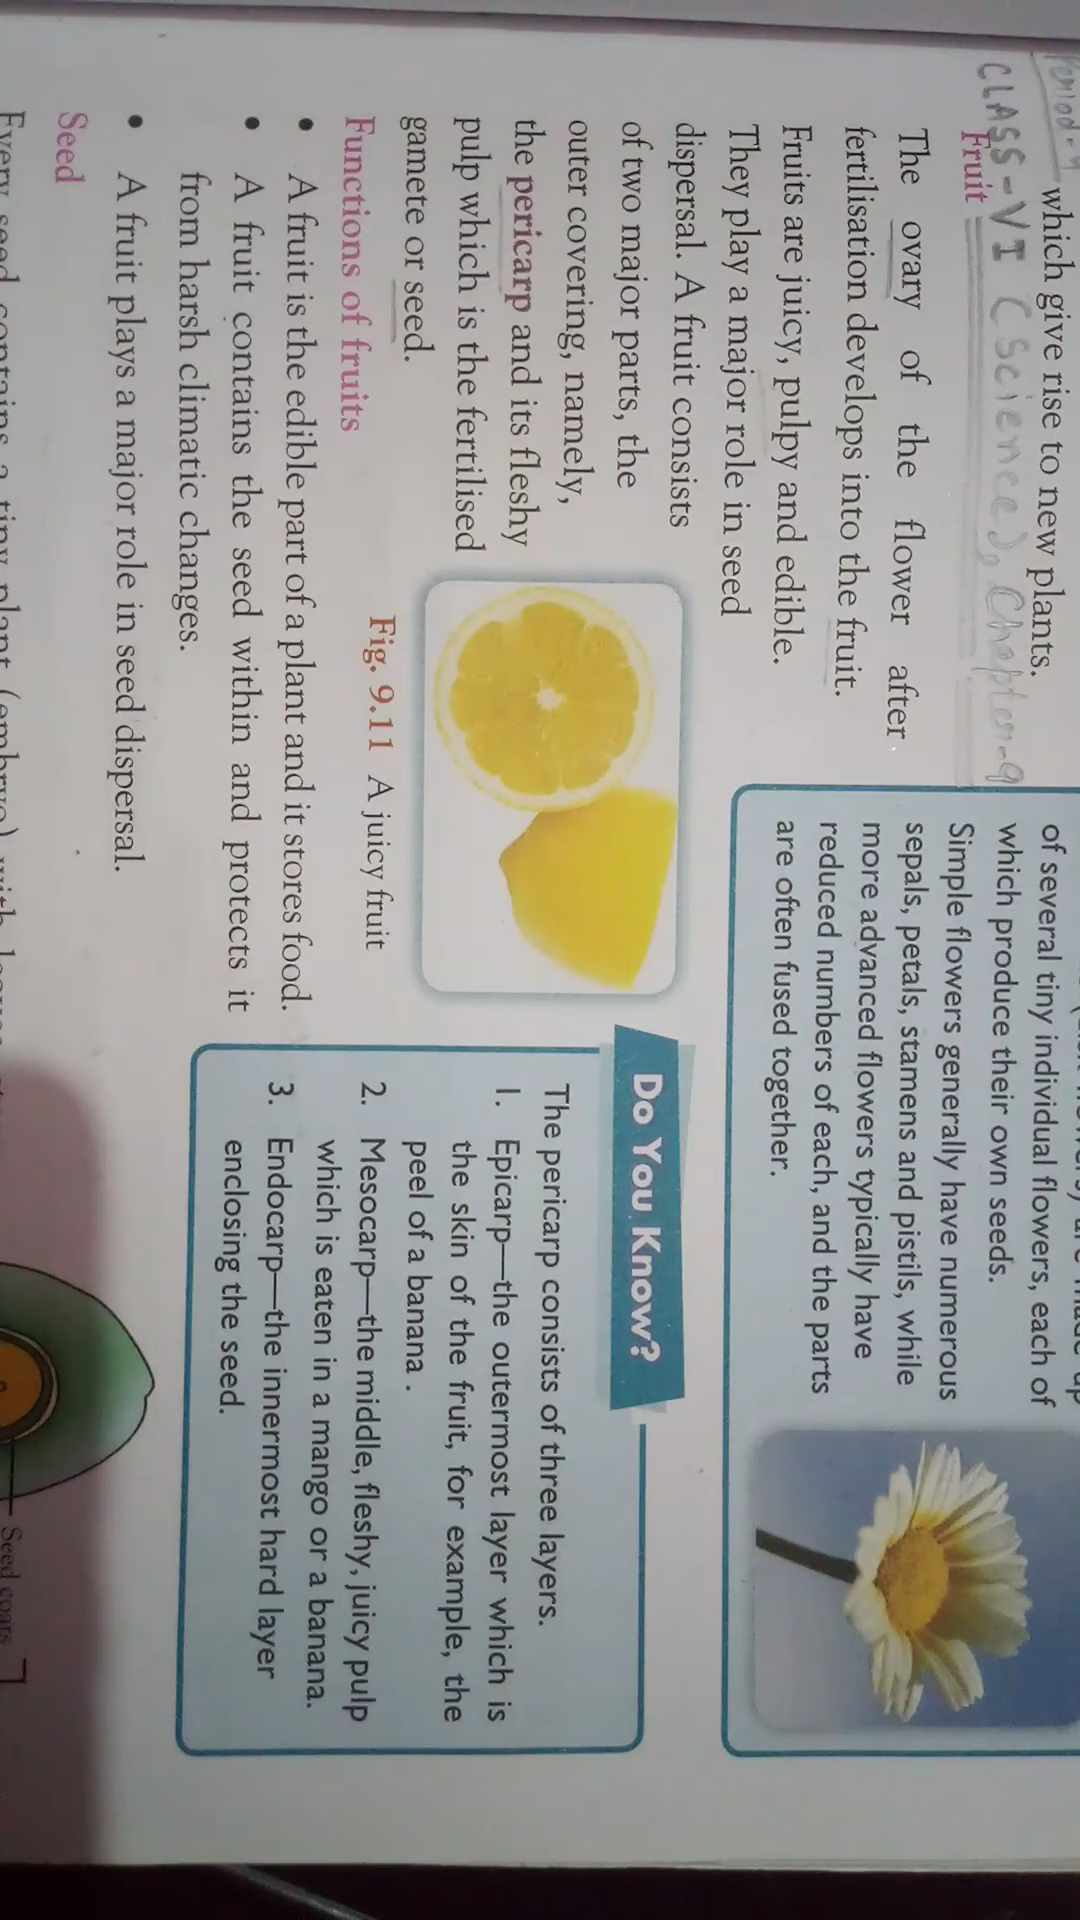 Period-9
which give rise to new plants.
CLASS-VI (Science), Chapter-9
Fruit
The ovary of the flower after
fertilisation develops into the fruit.
Fruits are juicy, pulpy and edible.
They play a major role in seed
dispersal. A fruit consists
of two major parts, the
outer covering, namely,
the pericarp and its fleshy
pulp which is the fertilised
gamete or seed.
Fig. 9.11 A juicy fruit
Functions of fruits
• A fruit is the edible part of a plant and it stores food.
• A fruit contains the seed within and protects it
from harsh climatic changes.
• A fruit plays a major role in seed dispersal.
Seed
Every seed contains a tiny plant (embryo) with
of several tiny individual flowers, each of
which produce their own seeds.
Simple flowers generally have numerous
sepals, petals, stamens and pistils, while
more advanced flowers typically have
reduced numbers of each, and the parts
are often fused together.
Do You Know?
The pericarp consists of three layers.
1. Epicarp—the outermost layer which is
the skin of the fruit, for example, the
peel of a banana .
2. Mesocarp—the middle, fleshy, juicy pulp
which is eaten in a mango or a banana.
3. Endocarp—the innermost hard layer
enclosing the seed.
Seed coats